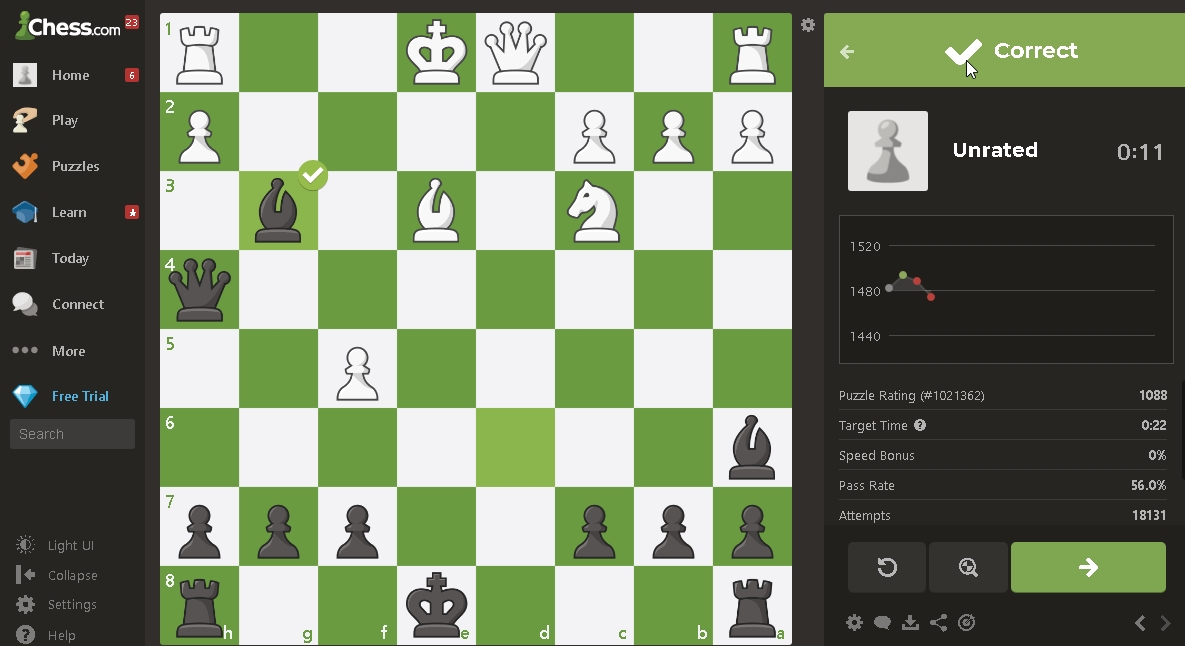 Chess.com 23
Home 6
Play
Puzzles
Learn
Today
Connect
More
Free Trial
Search
Light UI
Collapse
Settings
Help
1
2
3
4
5
6
7
8
h g f e d c b a
Correct
Unrated 0:11
1520
1480
1440
Puzzle Rating (#1021362) 1088
Target Time ? 0:22
Speed Bonus 0%
Pass Rate 56.0%
Attempts 18131